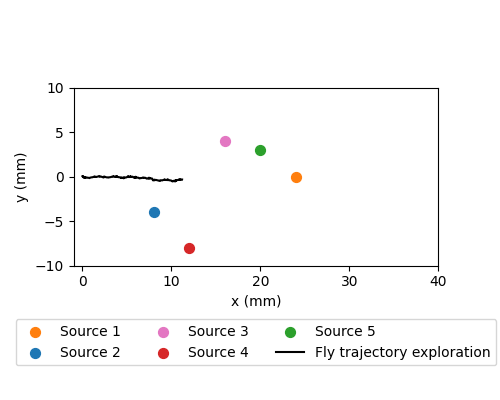 10
5
0
−5
−10
y (mm)
0 10 20 30 40
x (mm)
Source 1 Source 3 Source 5
Source 2 Source 4 Fly trajectory exploration